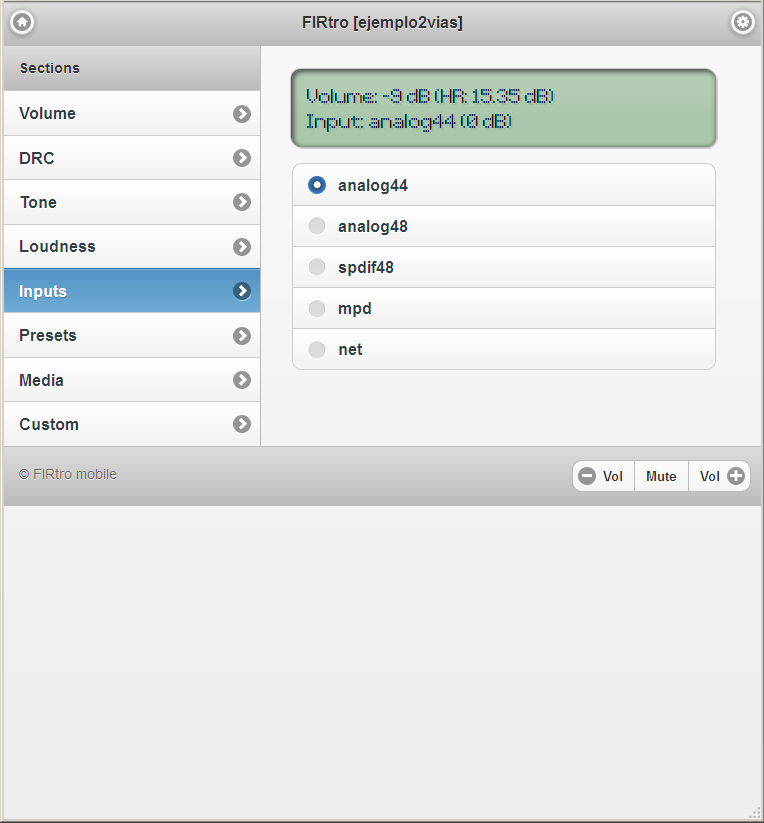 FIRtro [ejemplo2vias]
Sections
Volume
DRC
Tone
Loudness
Inputs
Presets
Media
Custom
Volume: -9 dB (HR: 15.35 dB)
Input: analog44 (0 dB)
analog44
analog48
spdif48
mpd
net
© FIRtro mobile
Vol
Mute
Vol